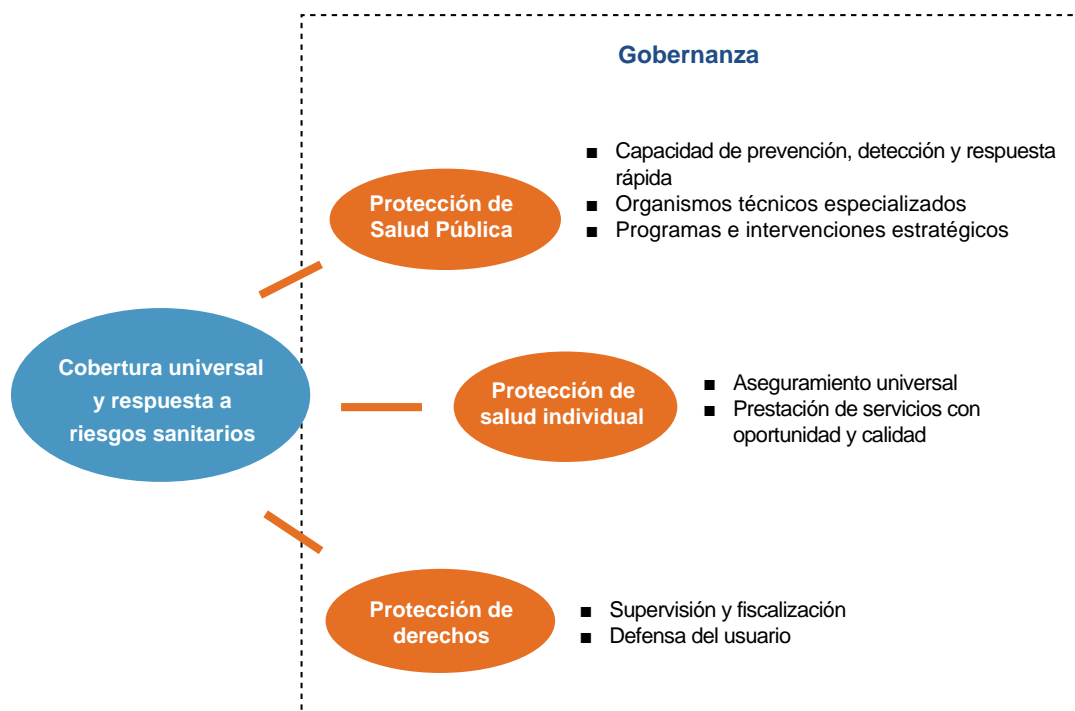 Gobernanza
Protección de
Salud Pública
■ Capacidad de prevención, detección y respuesta
rápida
■ Organismos técnicos especializados
■ Programas e intervenciones estratégicos
Cobertura universal
y respuesta a
riesgos sanitarios
Protección de
salud individual
■ Aseguramiento universal
■ Prestación de servicios con
oportunidad y calidad
Protección de
derechos
■ Supervisión y fiscalización
■ Defensa del usuario